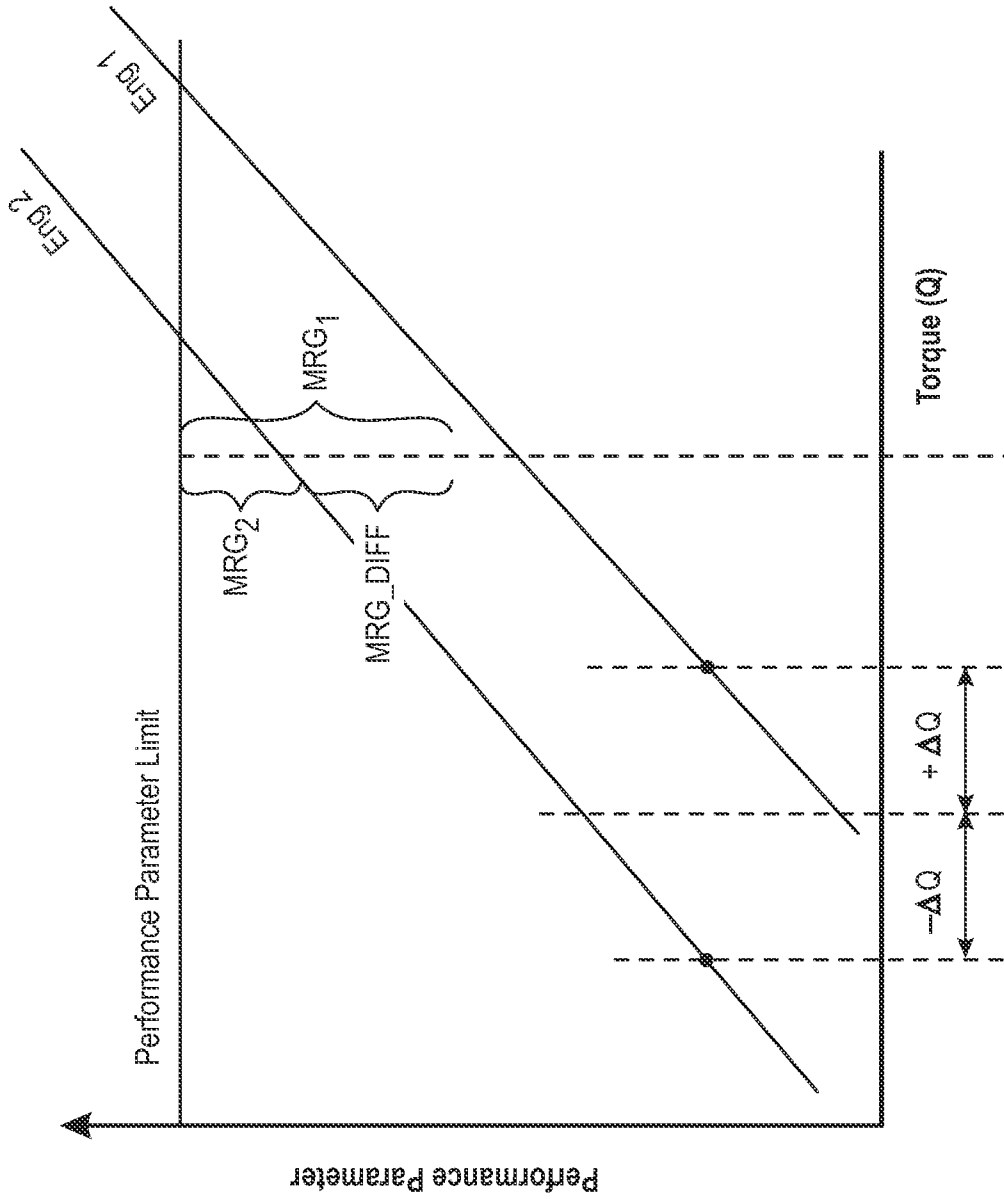 Eng 2
Eng 1
Performance Parameter Limit
MRG2
MRG1
MRG_DIFF
Performance Parameter
−ΔQ
+ ΔQ
Torque (Q)